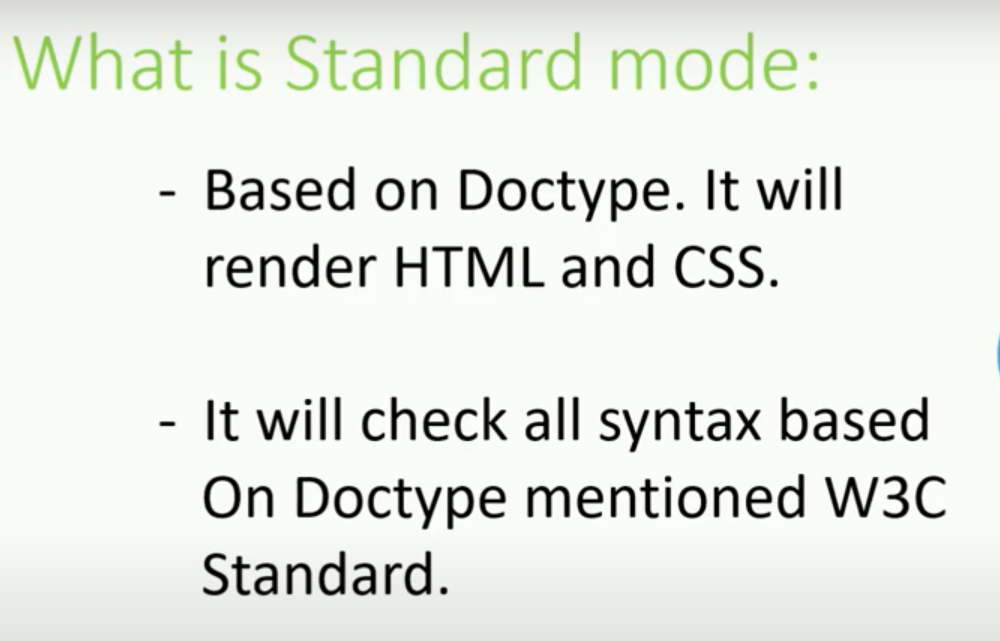 What is Standard mode:
- Based on Doctype. It will
render HTML and CSS.
- It will check all syntax based
On Doctype mentioned W3C
Standard.